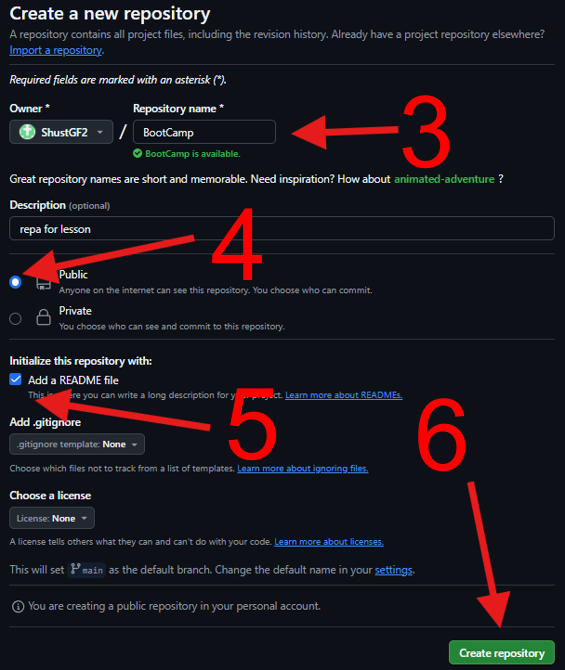 Create a new repository
A repository contains all project files, including the revision history. Already have a project repository elsewhere?
Import a repository.
Required fields are marked with an asterisk (*).
Owner * Repository name *
ShustGF2 / BootCamp
3
BootCamp is available.
Great repository names are short and memorable. Need inspiration? How about animated-adventure ?
Description (optional)
repa for lesson
4
Public
Anyone on the internet can see this repository. You choose who can commit.
Private
You choose who can see and commit to this repository.
Initialize this repository with:
Add a README file
This is where you can write a long description for your project. Learn more about READMEs.
5
6
Add .gitignore
.gitignore template: None
Choose which files not to track from a list of templates. Learn more about ignoring files.
Choose a license
License: None
A license tells others what they can and can't do with your code. Learn more about licenses.
This will set main as the default branch. Change the default name in your settings.
You are creating a public repository in your personal account.
Create repository